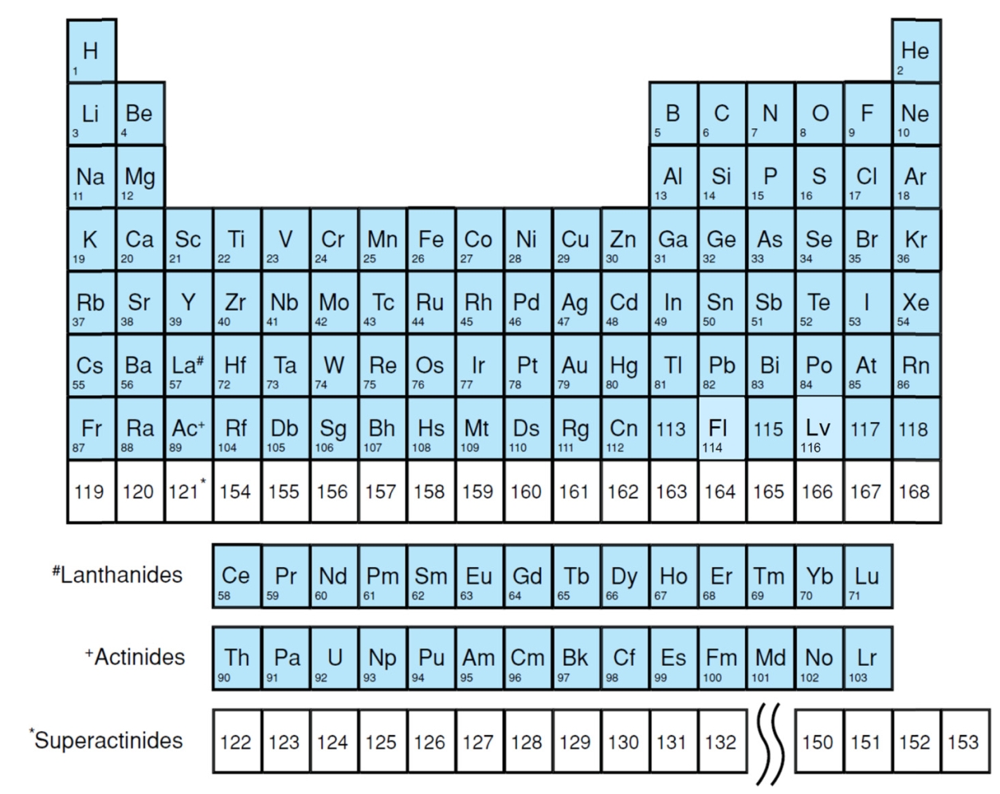 H He
1 2
Li Be B C N O F Ne
3 4 5 6 7 8 9 10
Na Mg Al Si P S Cl Ar
11 12 13 14 15 16 17 18
K Ca Sc Ti V Cr Mn Fe Co Ni Cu Zn Ga Ge As Se Br Kr
19 20 21 22 23 24 25 26 27 28 29 30 31 32 33 34 35 36
Rb Sr Y Zr Nb Mo Tc Ru Rh Pd Ag Cd In Sn Sb Te I Xe
37 38 39 40 41 42 43 44 45 46 47 48 49 50 51 52 53 54
Cs Ba La# Hf Ta W Re Os Ir Pt Au Hg Tl Pb Bi Po At Rn
55 56 57 72 73 74 75 76 77 78 79 80 81 82 83 84 85 86
Fr Ra Ac+ Rf Db Sg Bh Hs Mt Ds Rg Cn 113 Fl 115 Lv 117 118
87 88 89 104 105 106 107 108 109 110 111 112 114 116
119 120 121* 154 155 156 157 158 159 160 161 162 163 164 165 166 167 168
#Lanthanides Ce Pr Nd Pm Sm Eu Gd Tb Dy Ho Er Tm Yb Lu
58 59 60 61 62 63 64 65 66 67 68 69 70 71
+Actinides Th Pa U Np Pu Am Cm Bk Cf Es Fm Md No Lr
90 91 92 93 94 95 96 97 98 99 100 101 102 103
*Superactinides 122 123 124 125 126 127 128 129 130 131 132 150 151 152 153